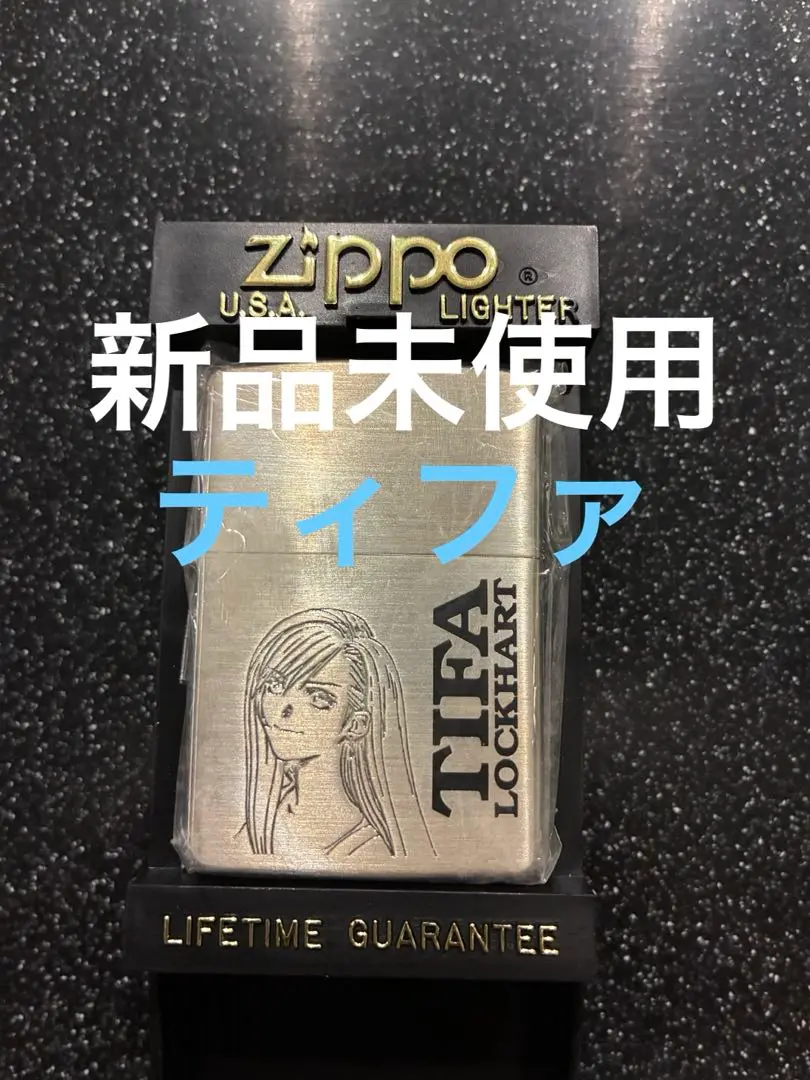 zippo ®
U.S.A. LIGHTER
新品未使用
ティファ
TIFA
LOCKHART
LIFETIME GUARANTEE